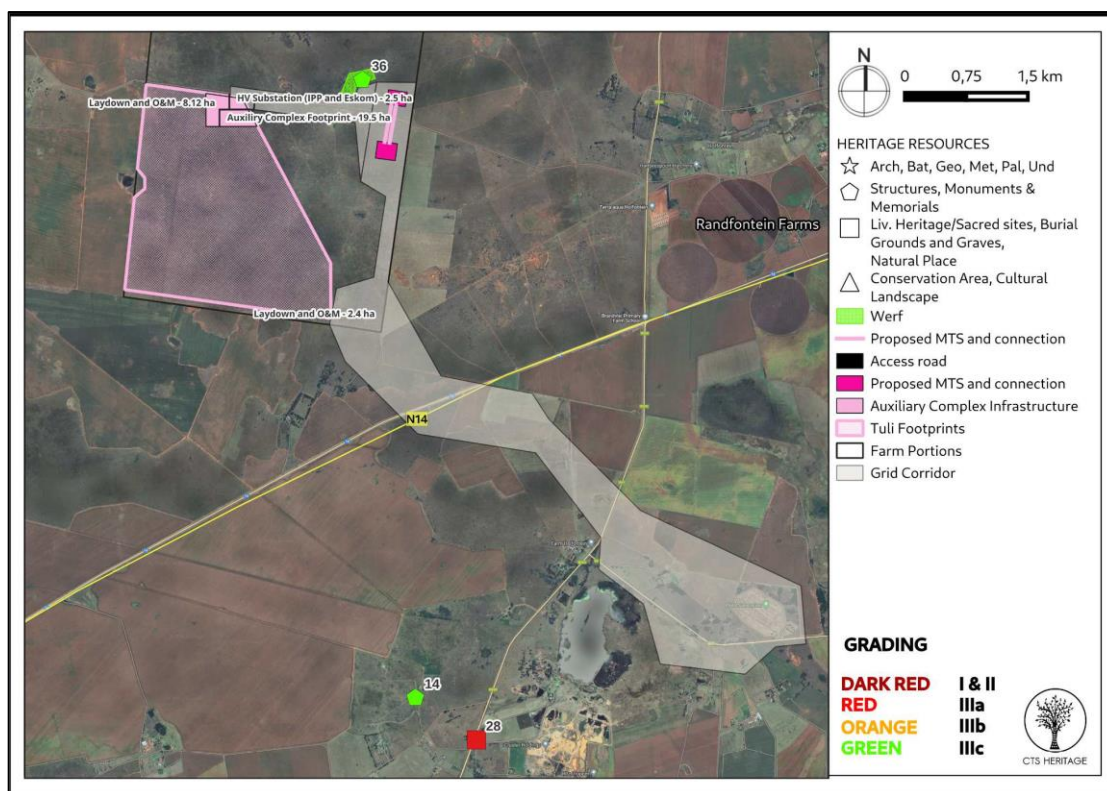 36
Laydown and O&M - 8.12 ha
HV Substation (IPP and Eskom) - 2.5 ha
Auxiliry Complex Footprint - 19.5 ha
Randfontein Farms
Laydown and O&M - 2.4 ha
N14
14
28
N
0 0,75 1,5 km
HERITAGE RESOURCES
Arch, Bat, Geo, Met, Pal, Und
Structures, Monuments &
Memorials
Liv. Heritage/Sacred sites, Burial
Grounds and Graves,
Natural Place
Conservation Area, Cultural
Landscape
Werf
Proposed MTS and connection
Access road
Proposed MTS and connection
Auxiliary Complex Infrastructure
Tuli Footprints
Farm Portions
Grid Corridor
GRADING
DARK RED I & II
RED IIIa
ORANGE IIIb
GREEN IIIc
CTS HERITAGE